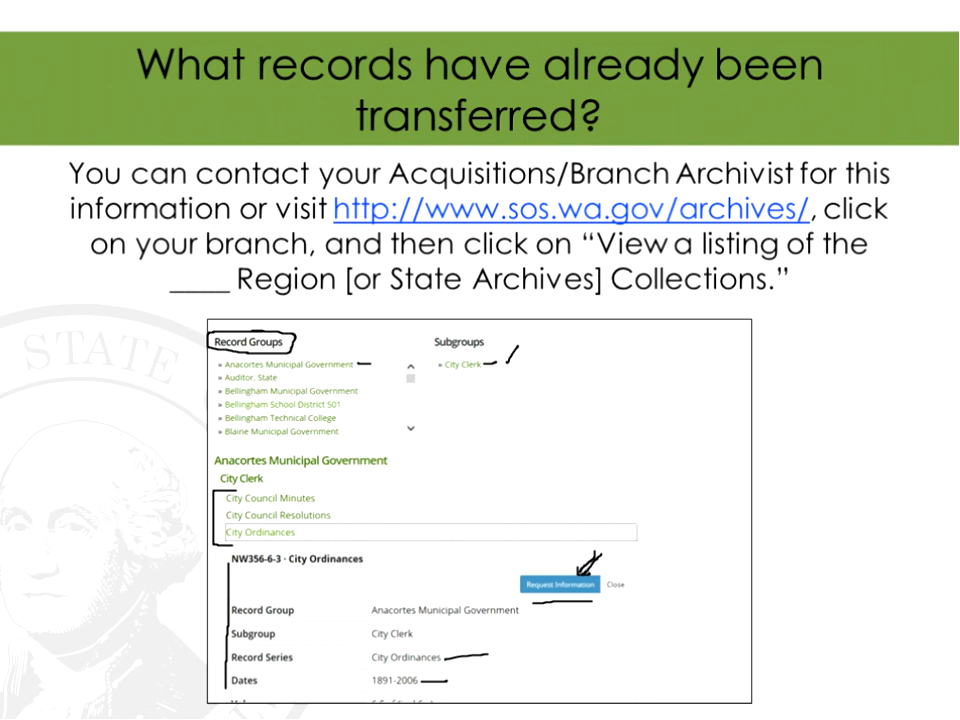 What records have already been
transferred?
You can contact your Acquisitions/Branch Archivist for this
information or visit http://www.sos.wa.gov/archives/, click
on your branch, and then click on “View a listing of the
____ Region [or State Archives] Collections.”
STATE
Record Groups
Subgroups
» Anacortes Municipal Government
» City Clerk
» Auditor, State
» Bellingham Municipal Government
» Bellingham School District 501
» Bellingham Technical College
» Blaine Municipal Government
Anacortes Municipal Government
City Clerk
City Council Minutes
City Council Resolutions
City Ordinances
NW356-6-3 · City Ordinances
Request Information Close
Record Group Anacortes Municipal Government
Subgroup City Clerk
Record Series City Ordinances
Dates 1891-2006